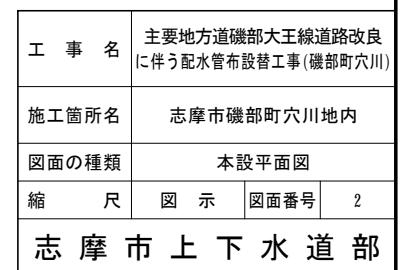 工事名
主要地方道磯部大王線道路改良
に伴う配水管布設替工事(磯部町穴川)
施工箇所名
志摩市磯部町穴川地内
図面の種類
本設平面図
縮尺
図示
図面番号
2
志摩市上下水道部